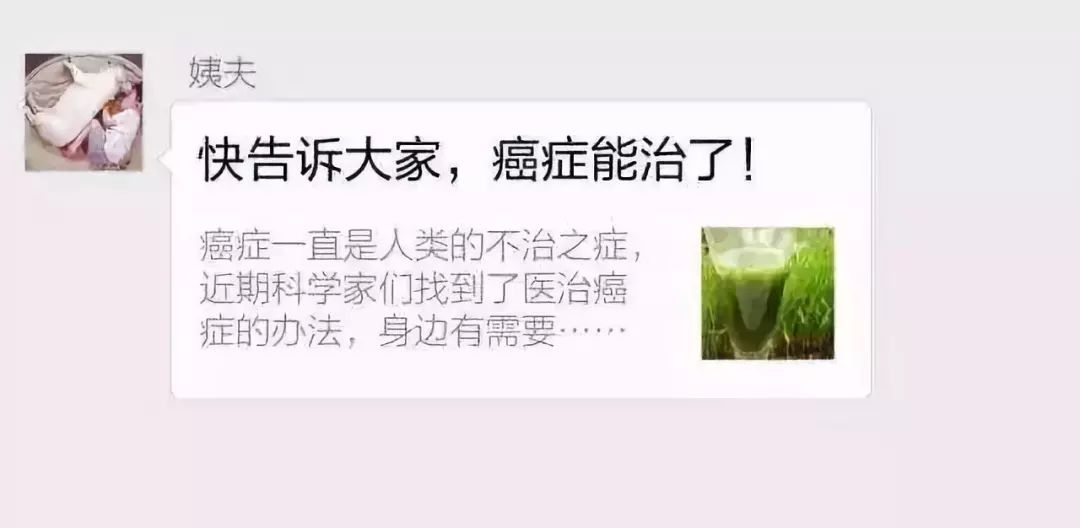 姨夫
快告诉大家，癌症能治了！
癌症一直是人类的不治之症，
近期科学家们找到了医治癌
症的办法，身边有需要……